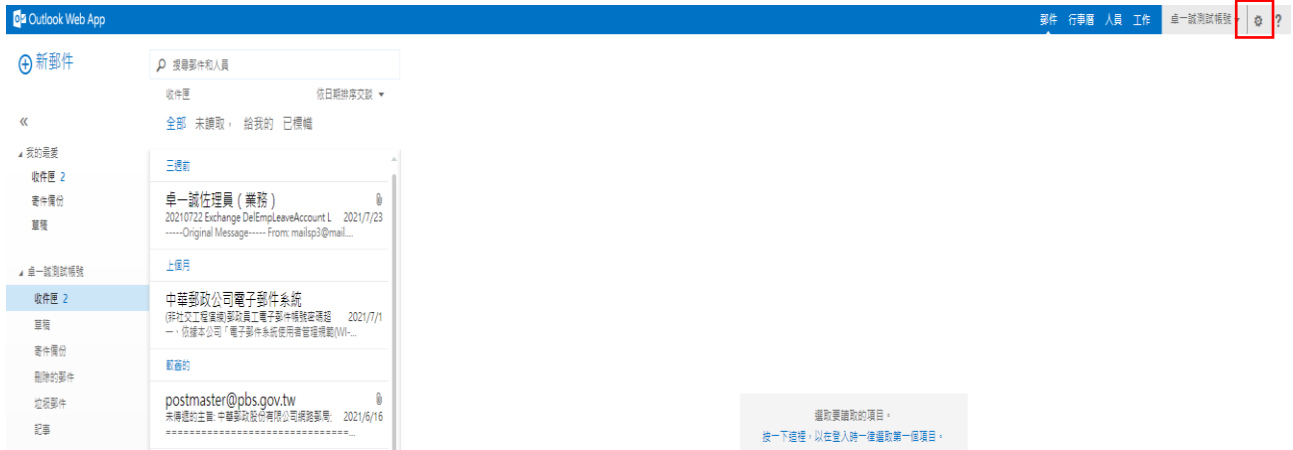 Outlook Web App
郵件 行事曆 人員 工作 卓一誠測試帳號 ?
新郵件
搜尋郵件和人員
收件匣 依日期排序交談
全部 未讀取， 給我的 已標幟
我的最愛
收件匣 2
寄件備份
草稿
卓一誠測試帳號
收件匣 2
草稿
寄件備份
刪除的郵件
垃圾郵件
記事
三週前
卓一誠佐理員（業務）
20210722 Exchange DelEmpLeaveAccount L 2021/7/23
-----Original Message----- From: mailsp3@mail....
上個月
中華郵政公司電子郵件系統
(非社交工程演練)郵政員工電子郵件帳號密碼超 2021/7/1
一、依據本公司「電子郵件系統使用者管理規範(WI-...
較舊的
postmaster@pbs.gov.tw
未傳遞的主旨: 中華郵政股份有限公司網路郵局: 2021/6/16
================================...
選取要讀取的項目。
按一下這裡，以在登入時一律選取第一個項目。